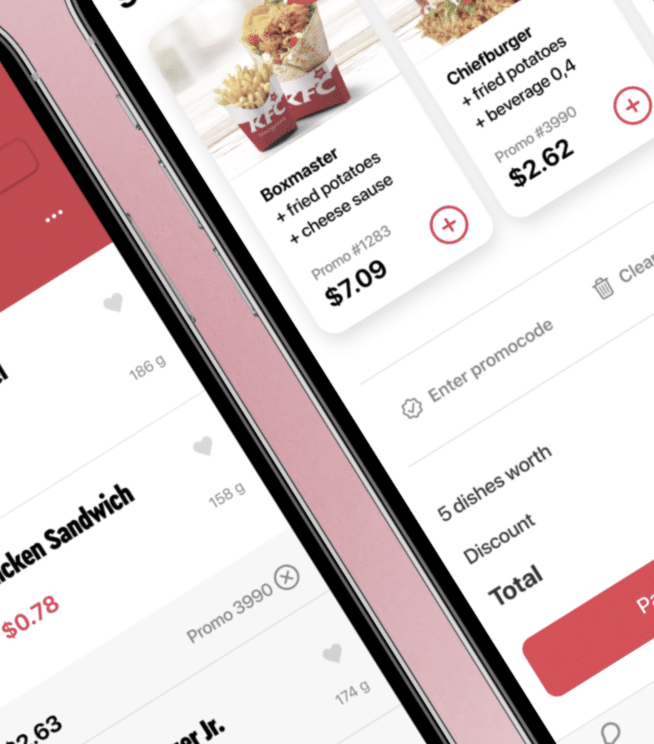 186 g
158 g
cken Sandwich
$0.78
Promo 3990
2.63
174 g
er Jr.
KFC
KFC
Boxmaster
+ fried potatoes
+ cheese sause
Promo #1283
$7.09
Chiefburger
+ fried potatoes
+ beverage 0,4
Promo #3990
$2.62
Clear
Enter promocode
5 dishes worth
Discount
Total
Pa